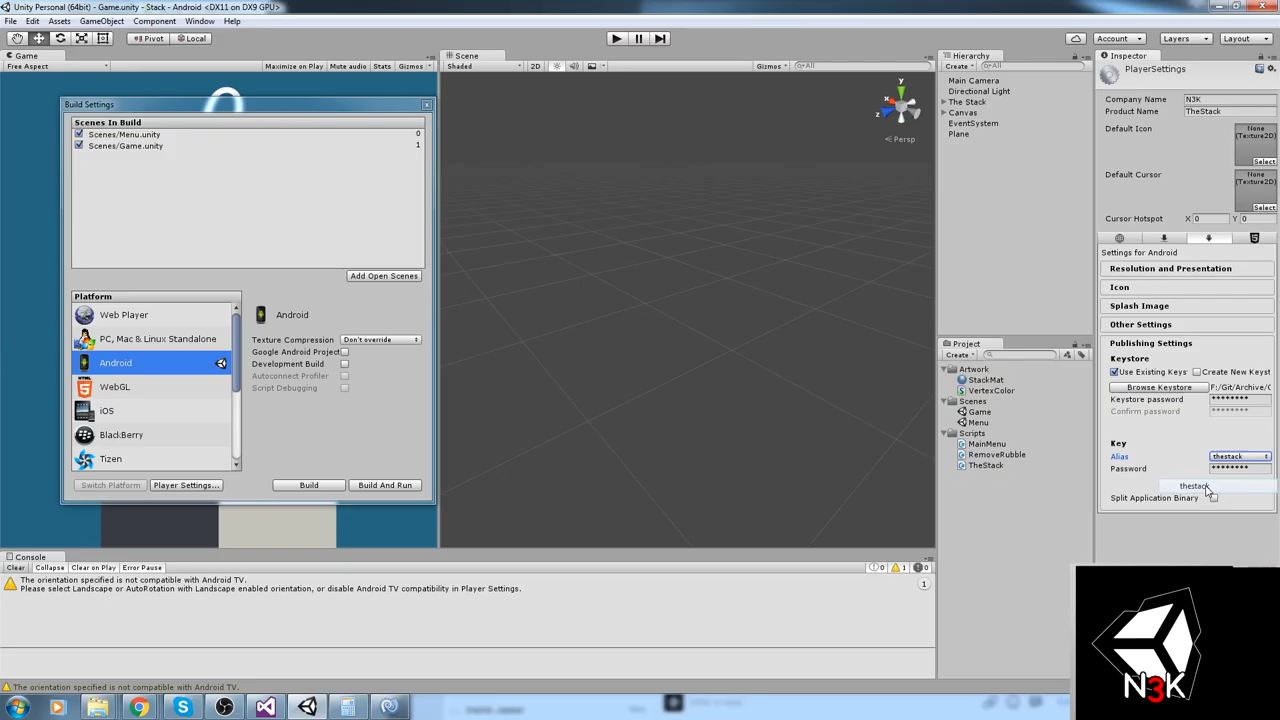 Unity Personal (64bit) - Game.unity - Stack - Android <DX11 on DX9 GPU>
File Edit Assets GameObject Component Window Help
Pivot Local Account Layers Layout
Game Scene Hierarchy Inspector
Free Aspect Maximize on Play Mute audio Stats Gizmos Shaded 2D Gizmos All Create All PlayerSettings
Main Camera
Directional Light
The Stack
Canvas
EventSystem
Plane
y
x
z
Persp
Build Settings
Scenes In Build
Scenes/Menu.unity 0
Scenes/Game.unity 1
Add Open Scenes
Platform
Web Player
PC, Mac & Linux Standalone
Android
WebGL
iOS
BlackBerry
Tizen
Android
Texture Compression Don't override
Google Android Project
Development Build
Autoconnect Profiler
Script Debugging
Switch Platform Player Settings... Build Build And Run
Project
Create
Artwork
StackMat
VertexColor
Scenes
Game
Menu
Scripts
MainMenu
RemoveRubble
TheStack
Company Name N3K
Product Name TheStack
Default Icon None
(Texture2D)
Select
Default Cursor None
(Texture2D)
Select
Cursor Hotspot X 0 Y 0
Settings for Android
Resolution and Presentation
Icon
Splash Image
Other Settings
Publishing Settings
Keystore
Use Existing Keys Create New Keyst
Browse Keystore F:/Git/Archive/C
Keystore password ********
Confirm password ********
Key
Alias thestack
Password ********
thestack
Split Application Binary
Console
Clear Collapse Clear on Play Error Pause 0 1 0
The orientation specified is not compatible with Android TV.
Please select Landscape or AutoRotation with Landscape enabled orientation, or disable Android TV compatibility in Player Settings.
1
The orientation specified is not compatible with Android TV.
N3K